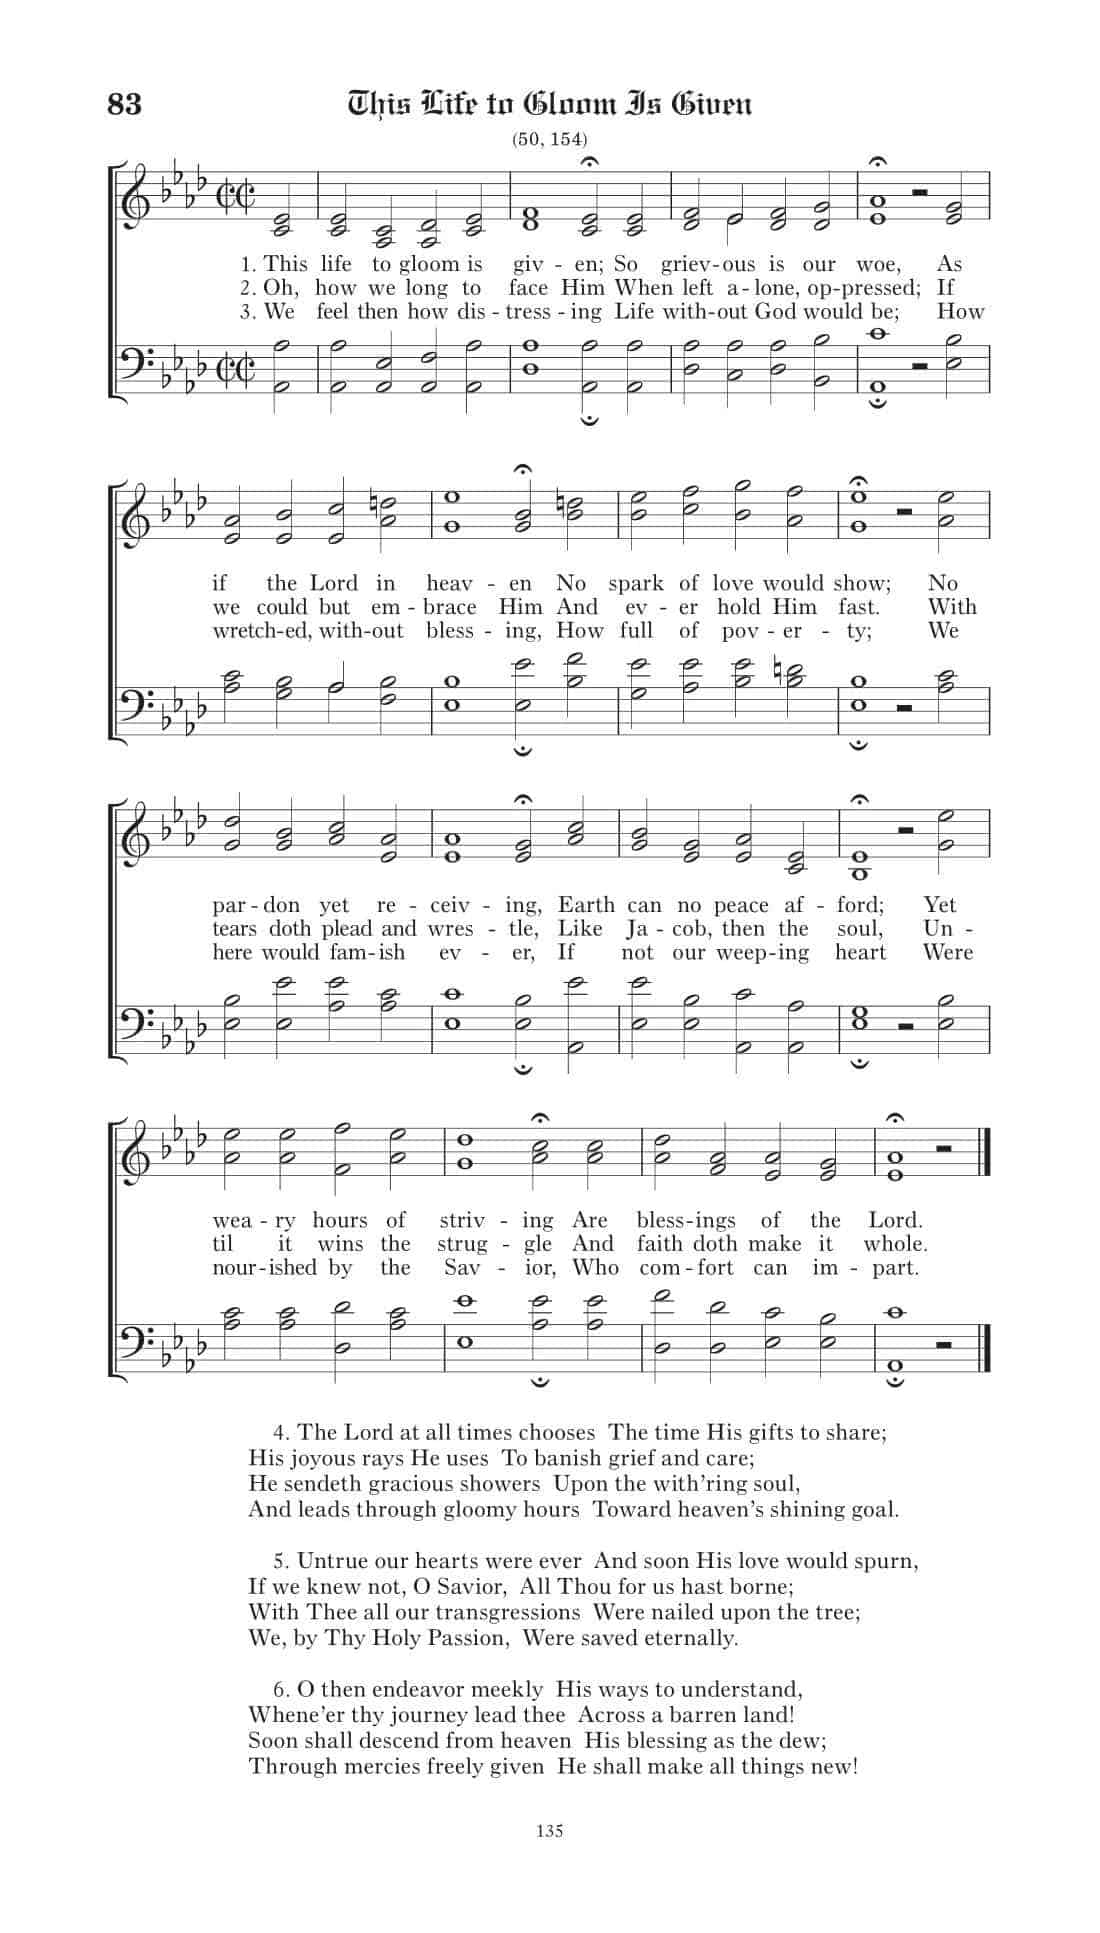 83 This Life to Gloom Is Given
(50, 154)
1. This life to gloom is giv - en; So griev - ous is our woe, As
2. Oh, how we long to face Him When left a - lone, op - pressed; If
3. We feel then how dis - tress - ing Life with - out God would be; How
if the Lord in heav - en No spark of love would show; No
we could but em - brace Him And ev - er hold Him fast. With
wretch - ed, with - out bless - ing, How full of pov - er - ty; We
par - don yet re - ceiv - ing, Earth can no peace af - ford; Yet
tears doth plead and wres - tle, Like Ja - cob, then the soul, Un -
here would fam - ish ev - er, If not our weep - ing heart Were
wea - ry hours of striv - ing Are bless - ings of the Lord.
til it wins the strug - gle And faith doth make it whole.
nour - ished by the Sav - ior, Who com - fort can im - part.
4. The Lord at all times chooses The time His gifts to share;
His joyous rays He uses To banish grief and care;
He sendeth gracious showers Upon the with’ring soul,
And leads through gloomy hours Toward heaven’s shining goal.
5. Untrue our hearts were ever And soon His love would spurn,
If we knew not, O Savior, All Thou for us hast borne;
With Thee all our transgressions Were nailed upon the tree;
We, by Thy Holy Passion, Were saved eternally.
6. O then endeavor meekly His ways to understand,
Whene’er thy journey lead thee Across a barren land!
Soon shall descend from heaven His blessing as the dew;
Through mercies freely given He shall make all things new!
135